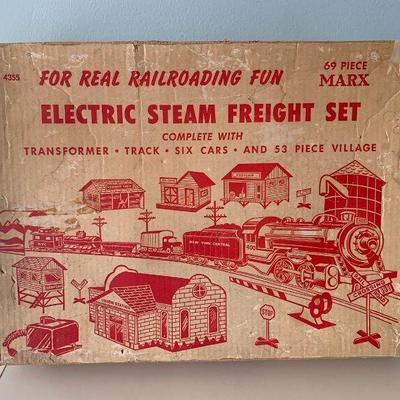 4355
FOR REAL RAILROADING FUN
69 PIECE
MARX
ELECTRIC STEAM FREIGHT SET
COMPLETE WITH
TRANSFORMER • TRACK • SIX CARS • AND 53 PIECE VILLAGE
NEW YORK CENTRAL
CROSSING
STOP